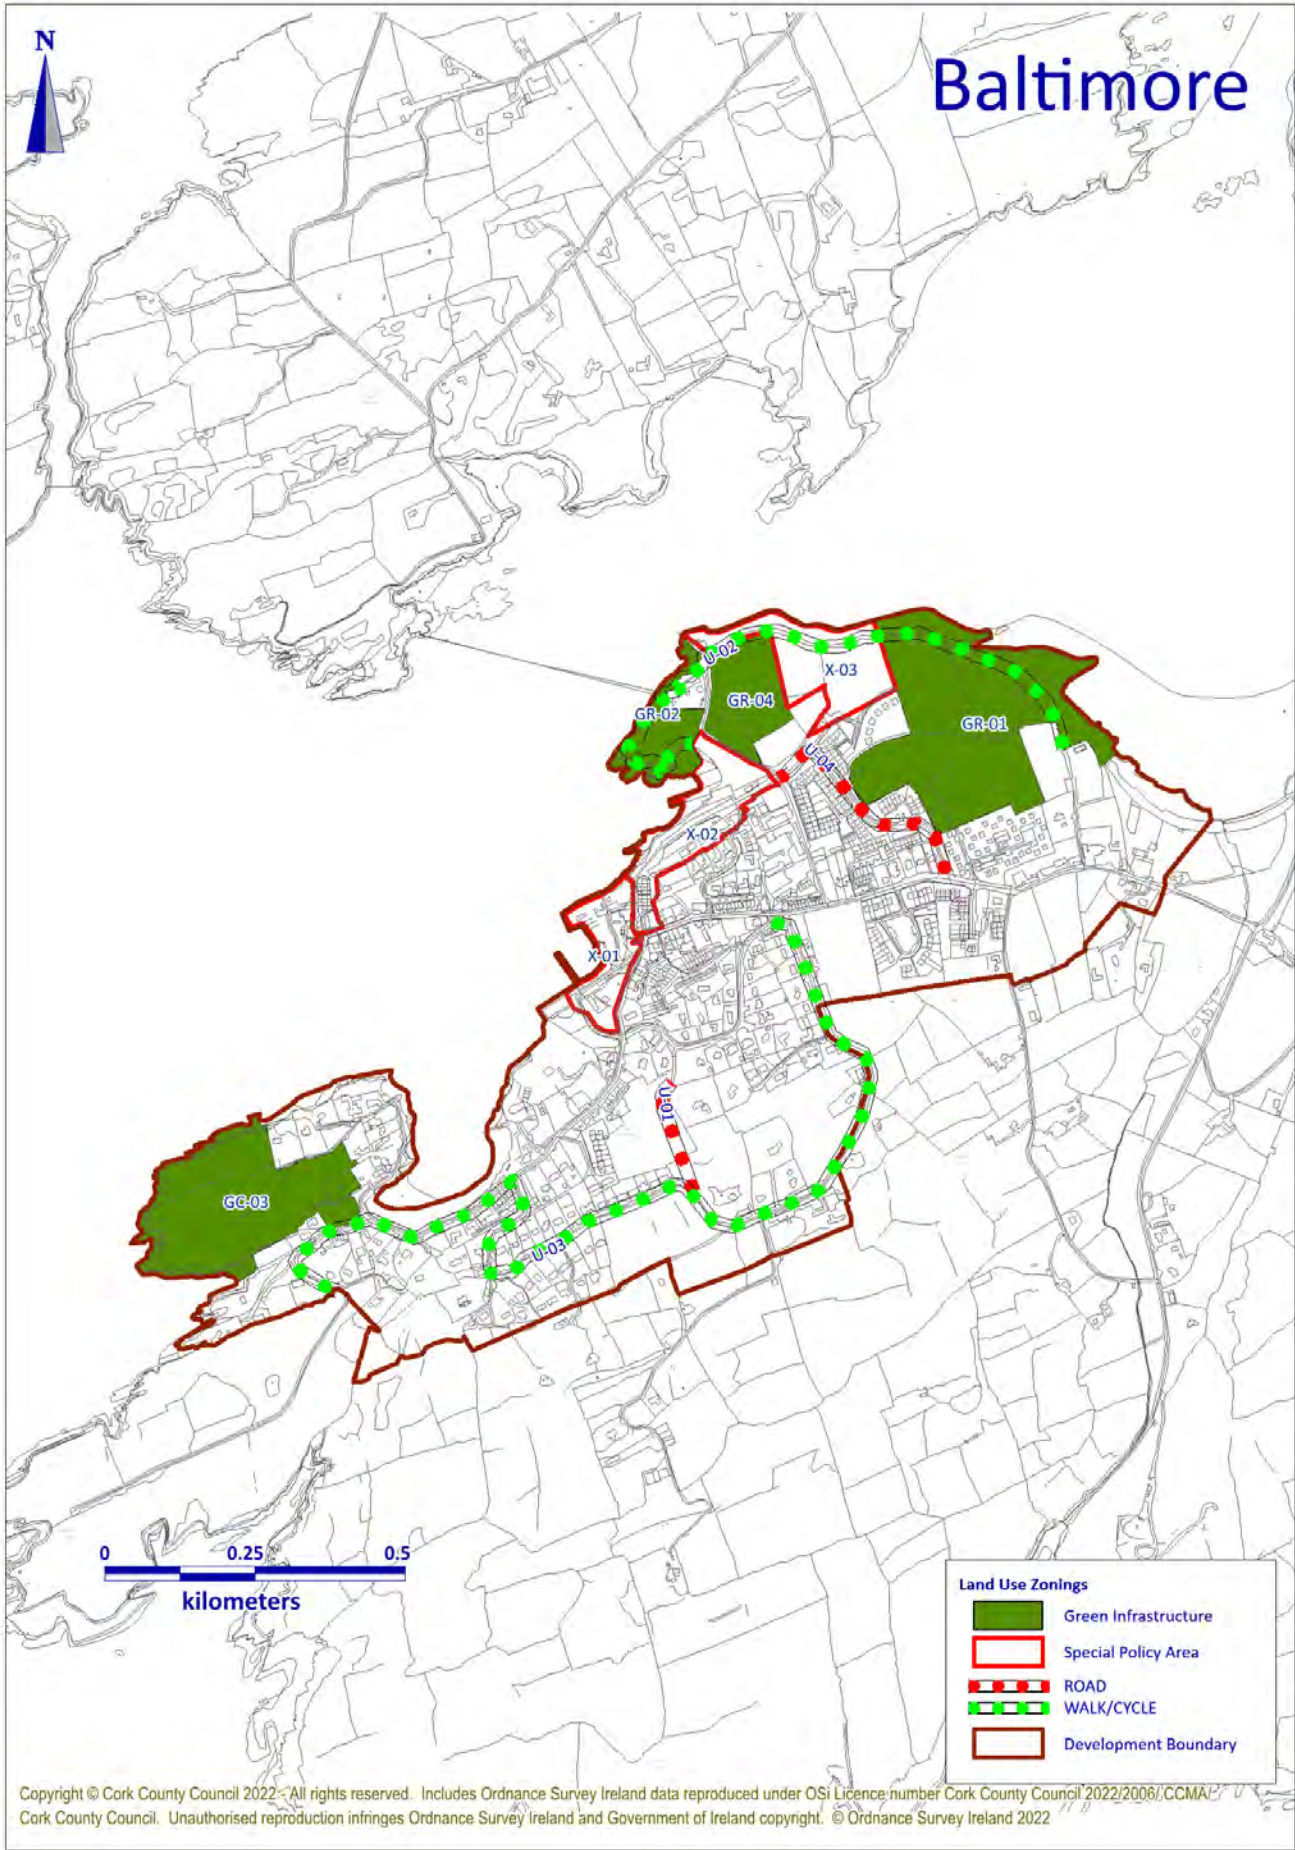 N
Baltimore
U-02
X-03
GR-04
GR-02
GR-01
U-04
X-02
X-01
U-01
GC-03
U-03
0 0.25 0.5
kilometers
Land Use Zonings
Green Infrastructure
Special Policy Area
ROAD
WALK/CYCLE
Development Boundary
Copyright © Cork County Council 2022:- All rights reserved. Includes Ordnance Survey Ireland data reproduced under OSi Licence number Cork County Council 2022/2006/ CCMA/
Cork County Council. Unauthorised reproduction infringes Ordnance Survey Ireland and Government of Ireland copyright. © Ordnance Survey Ireland 2022